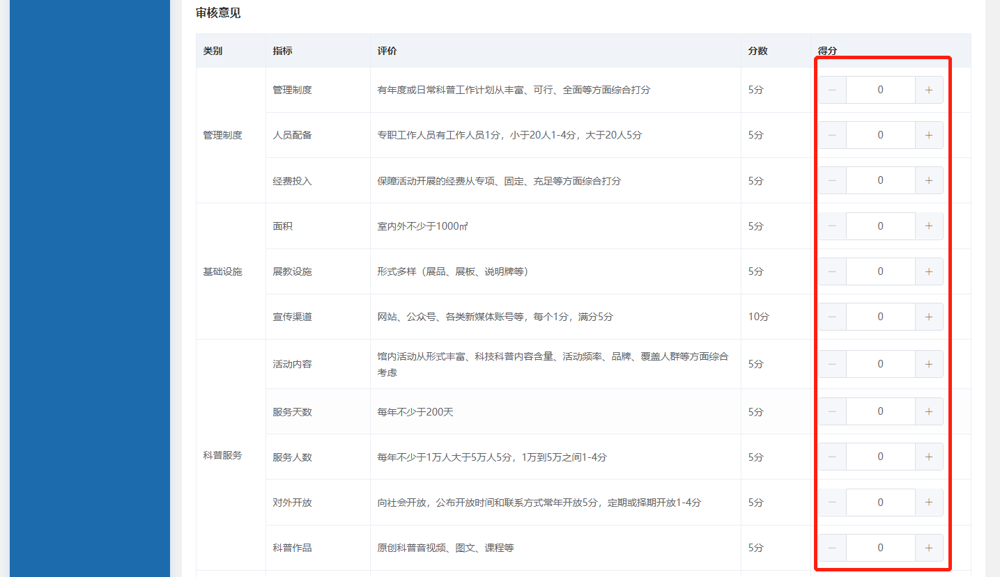 审核意见
类别 指标 评价 分数 得分
管理制度 有年度或日常科普工作计划从丰富、可行、全面等方面综合打分 5分 0
管理制度 人员配备 专职工作人员有工作人员1分，小于20人1-4分，大于20人5分 5分 0
经费投入 保障活动开展的经费从专项、固定、充足等方面综合打分 5分 0
面积 室内外不少于1000㎡ 5分 0
基础设施 展教设施 形式多样（展品、展板、说明牌等） 5分 0
宣传渠道 网站、公众号、各类新媒体账号等，每个1分，满分5分 10分 0
活动内容 馆内活动从形式丰富、科技科普内容含量、活动频率、品牌、覆盖人群等方面综合 5分 0
考虑
服务天数 每年不少于200天 5分 0
科普服务 服务人数 每年不少于1万人大于5万人5分，1万到5万之间1-4分 5分 0
对外开放 向社会开放，公布开放时间和联系方式常年开放5分，定期或择期开放1-4分 5分 0
科普作品 原创科普音视频、图文、课程等 5分 0